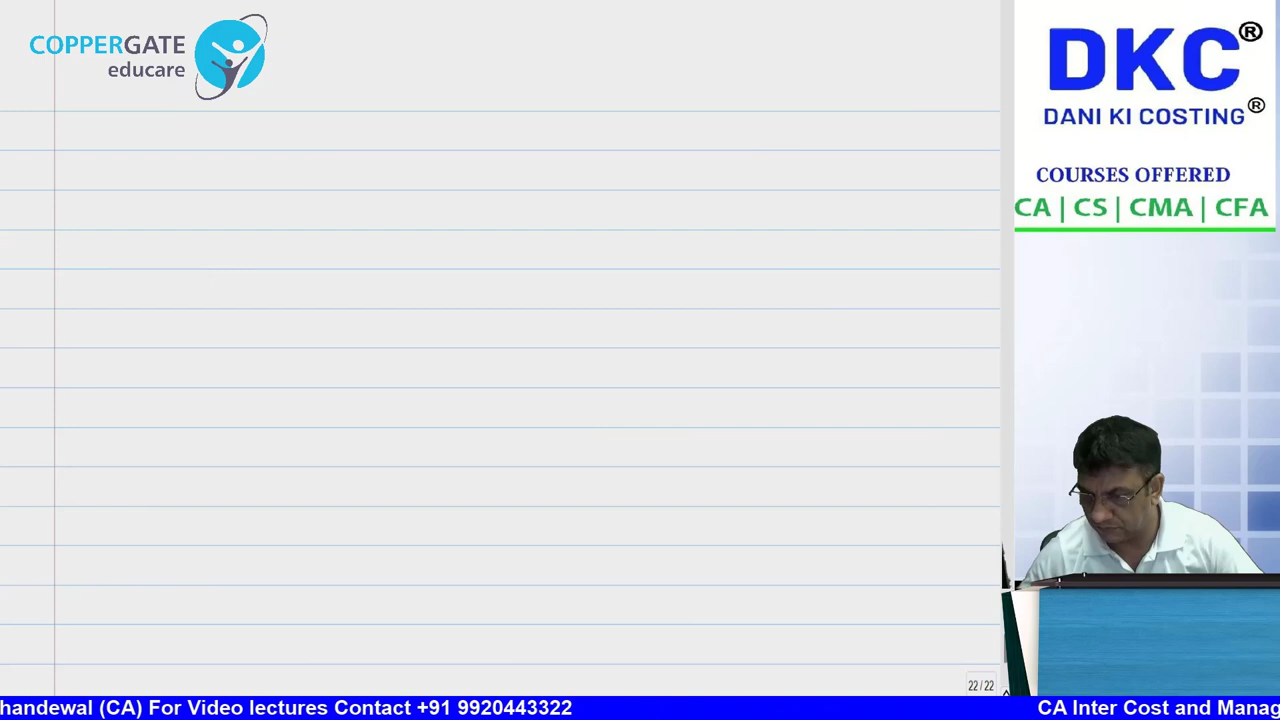 COPPERGATE
educare
DKC®
DANI KI COSTING®
COURSES OFFERED
CA | CS | CMA | CFA
22/22
handewal (CA) For Video lectures Contact +91 9920443322
CA Inter Cost and Manag